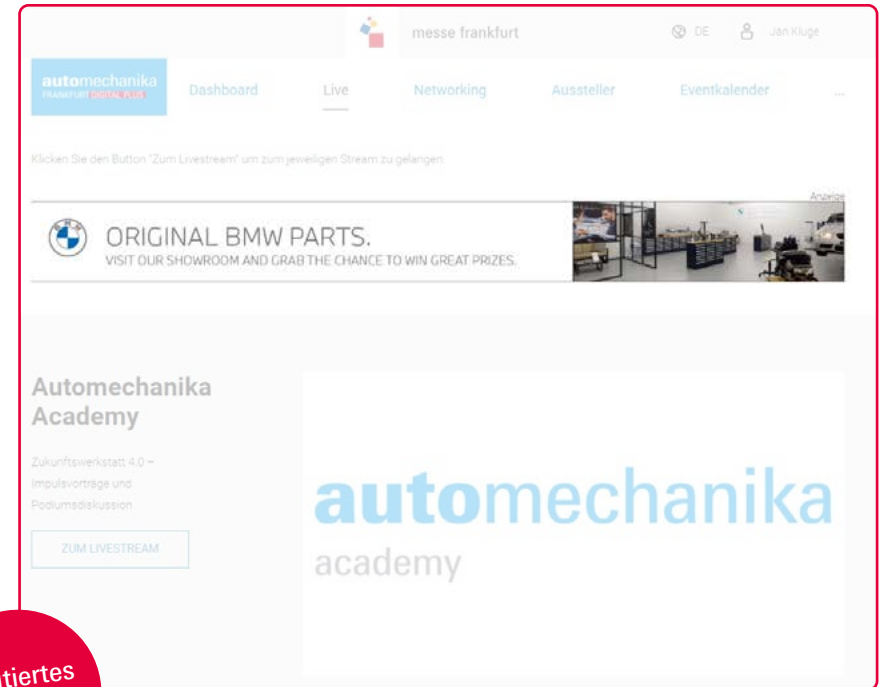 messe frankfurt
DE
Jan Kluge
automechanika
FRANKFURT DIGITAL PLUS
Dashboard
Live
Networking
Aussteller
Eventkalender
...
Klicken Sie den Button "Zum Livestream" um zum jeweiligen Stream zu gelangen.
Anzeige
BMW
ORIGINAL BMW PARTS.
VISIT OUR SHOWROOM AND GRAB THE CHANCE TO WIN GREAT PRIZES.
Automechanika
Academy
Zukunftswerkstatt 4.0 –
Impulsvorträge und
Podiumsdiskussion
ZUM LIVESTREAM
automechanika
academy